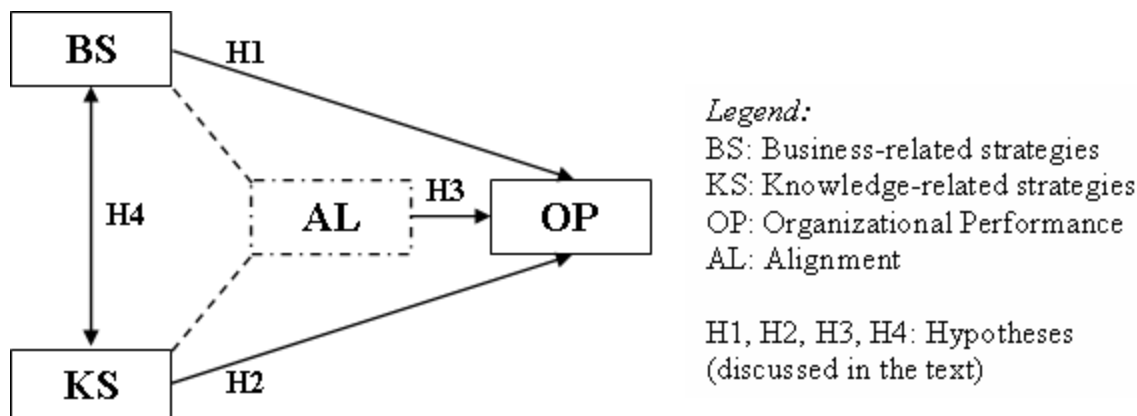 BS
H1
H4
AL
H3
OP
KS
H2
Legend:
BS: Business-related strategies
KS: Knowledge-related strategies
OP: Organizational Performance
AL: Alignment
H1, H2, H3, H4: Hypotheses
(discussed in the text)